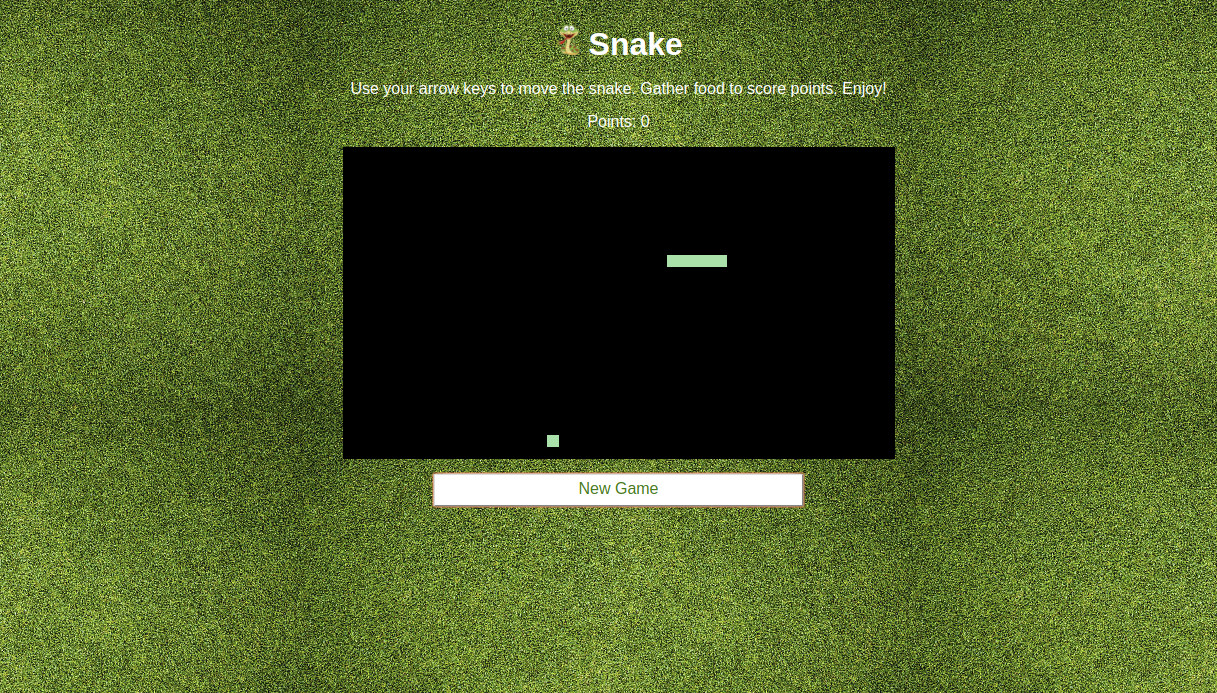 Snake
Use your arrow keys to move the snake. Gather food to score points. Enjoy!
Points: 0
New Game